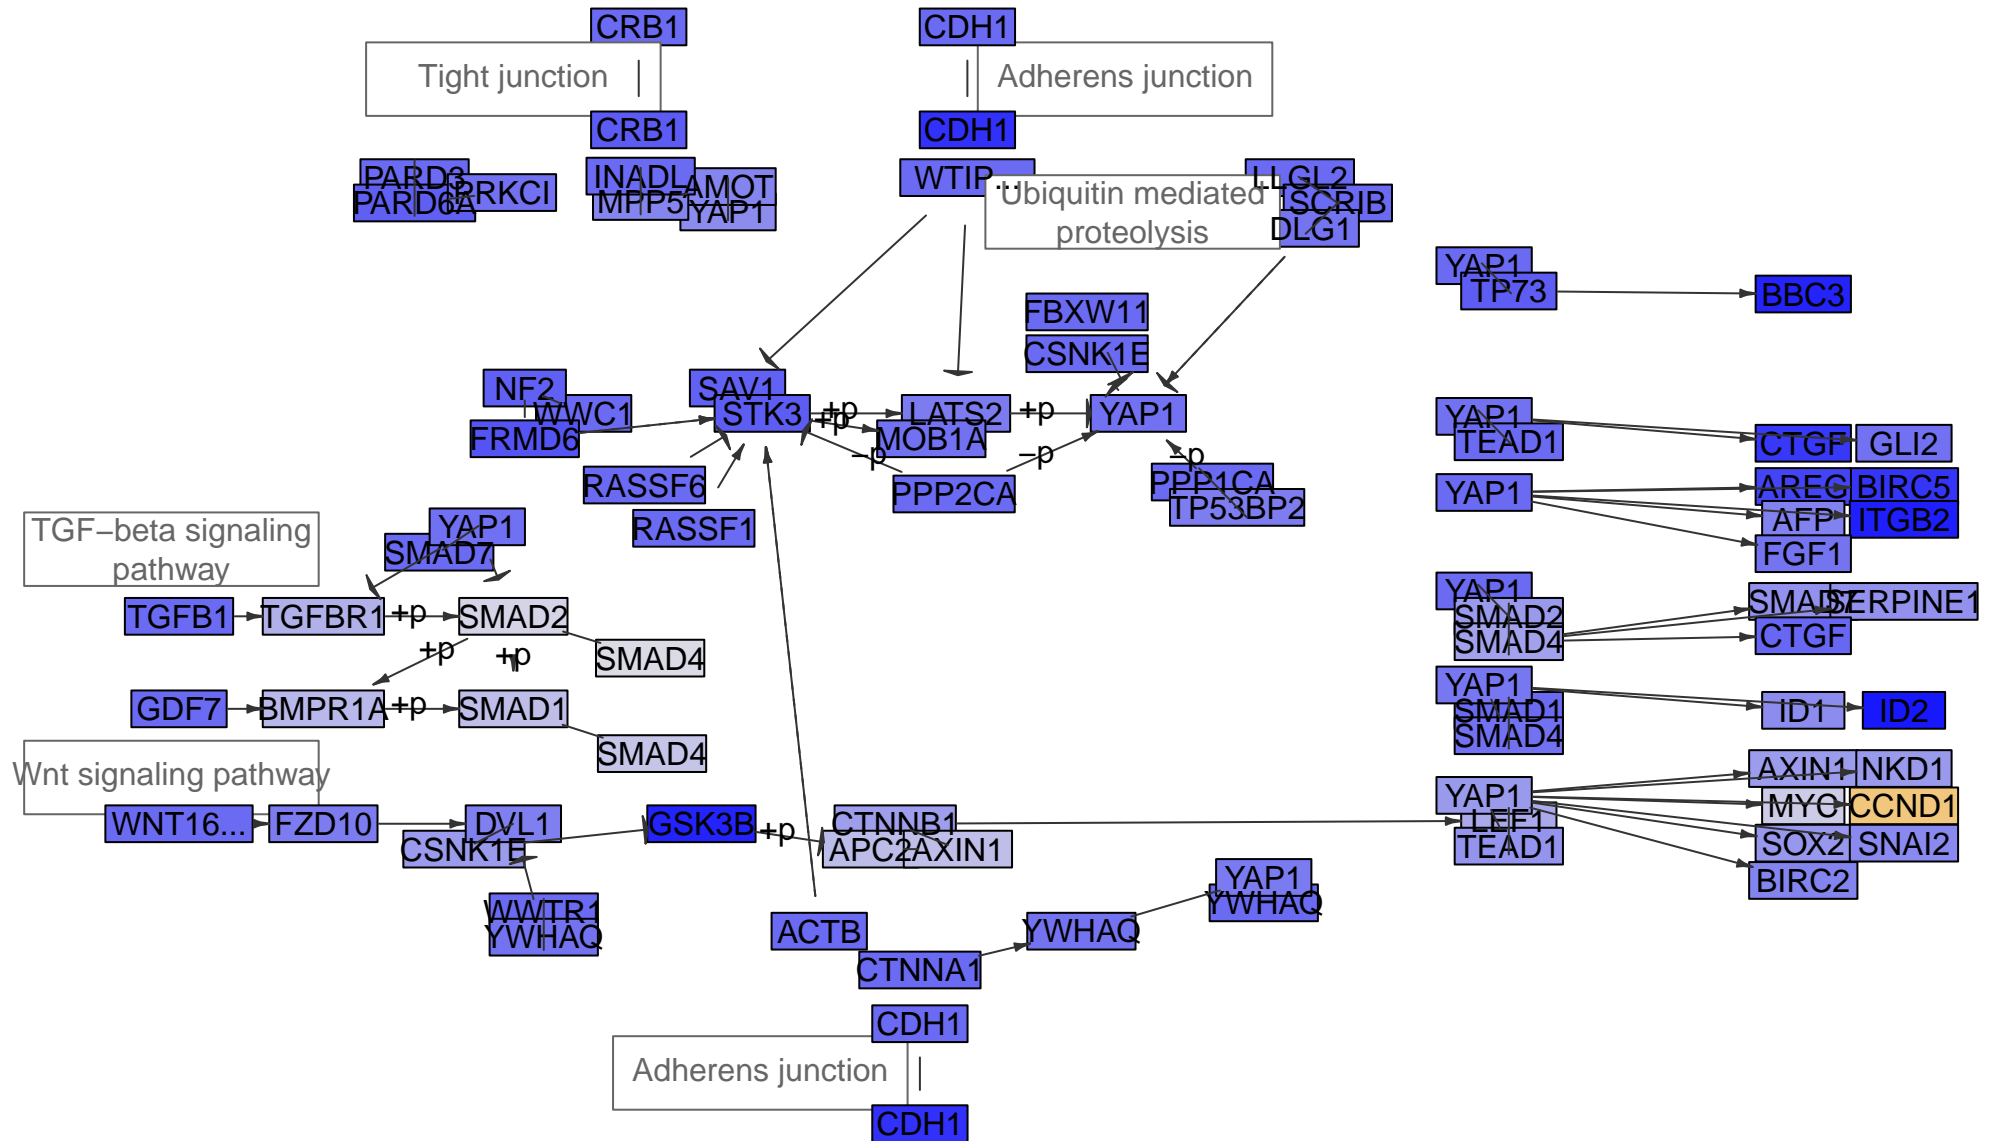 CRB1
CDH1
Tight junction
Adherens junction
CRB1
CDH1
PARD3
PARD6A
PRKCI
INADL
MPP5
AMOT
YAP1
WTIP...
Ubiquitin mediated
proteolysis
LLGL2
SCRIB
DLG1
YAP1
TP73
BBC3
FBXW11
CSNK1E
NF2
WWC1
FRMD6
SAV1
STK3
+p
+p
LATS2
MOB1A
+p
YAP1
−p
−p
−p
RASSF6
RASSF1
PPP2CA
PPP1CA
TP53BP2
YAP1
TEAD1
CTGF
GLI2
YAP1
AREG
BIRC5
AFP
ITGB2
FGF1
TGF−beta signaling
pathway
YAP1
SMAD7
TGFB1
TGFBR1
+p
SMAD2
SMAD4
+p
+p
GDF7
BMPR1A
+p
SMAD1
SMAD4
YAP1
SMAD2
SMAD4
SMAD7
SERPINE1
CTGF
YAP1
SMAD1
SMAD4
ID1
ID2
Wnt signaling pathway
WNT16...
FZD10
DVL1
CSNK1E
GSK3B
+p
CTNNB1
APC2
AXIN1
YAP1
LEF1
TEAD1
AXIN1
NKD1
MYC
CCND1
SOX2
SNAI2
BIRC2
WWTR1
YWHAQ
ACTB
CTNNA1
YWHAQ
YAP1
YWHAQ
CDH1
Adherens junction
CDH1